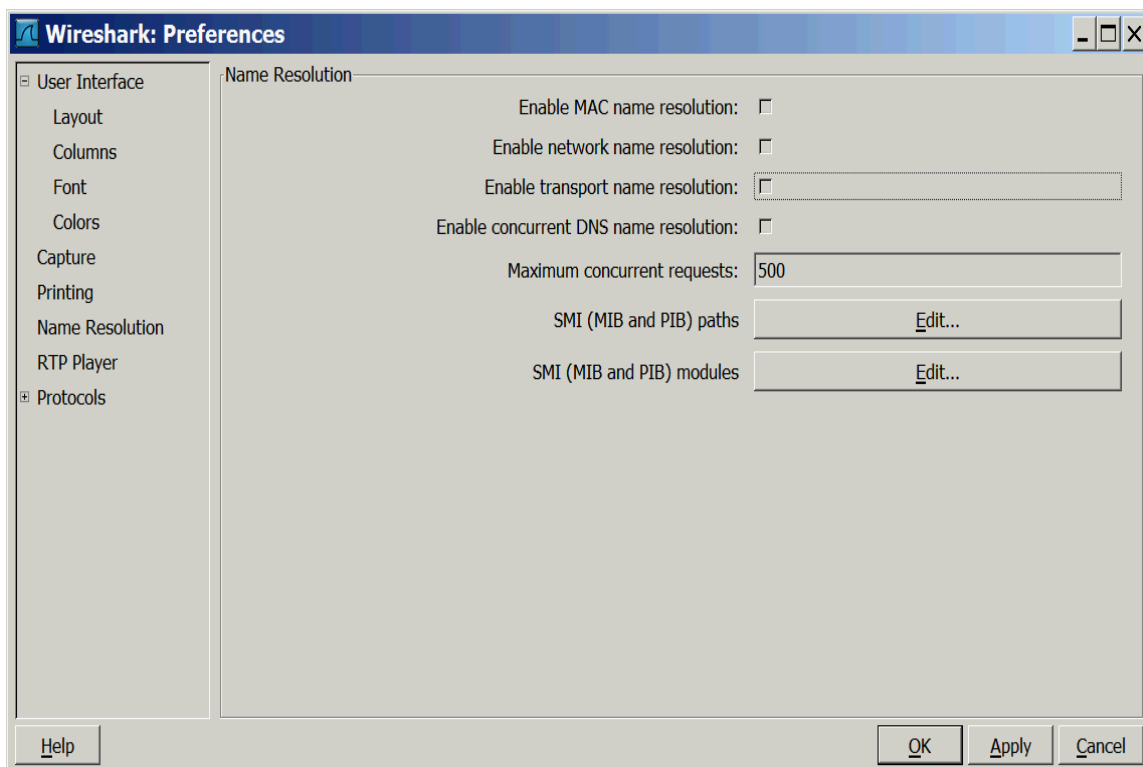 Wireshark: Preferences
User Interface
Layout
Columns
Font
Colors
Capture
Printing
Name Resolution
RTP Player
Protocols
Name Resolution
Enable MAC name resolution:
Enable network name resolution:
Enable transport name resolution:
Enable concurrent DNS name resolution:
Maximum concurrent requests: 500
SMI (MIB and PIB) paths Edit...
SMI (MIB and PIB) modules Edit...
Help OK Apply Cancel